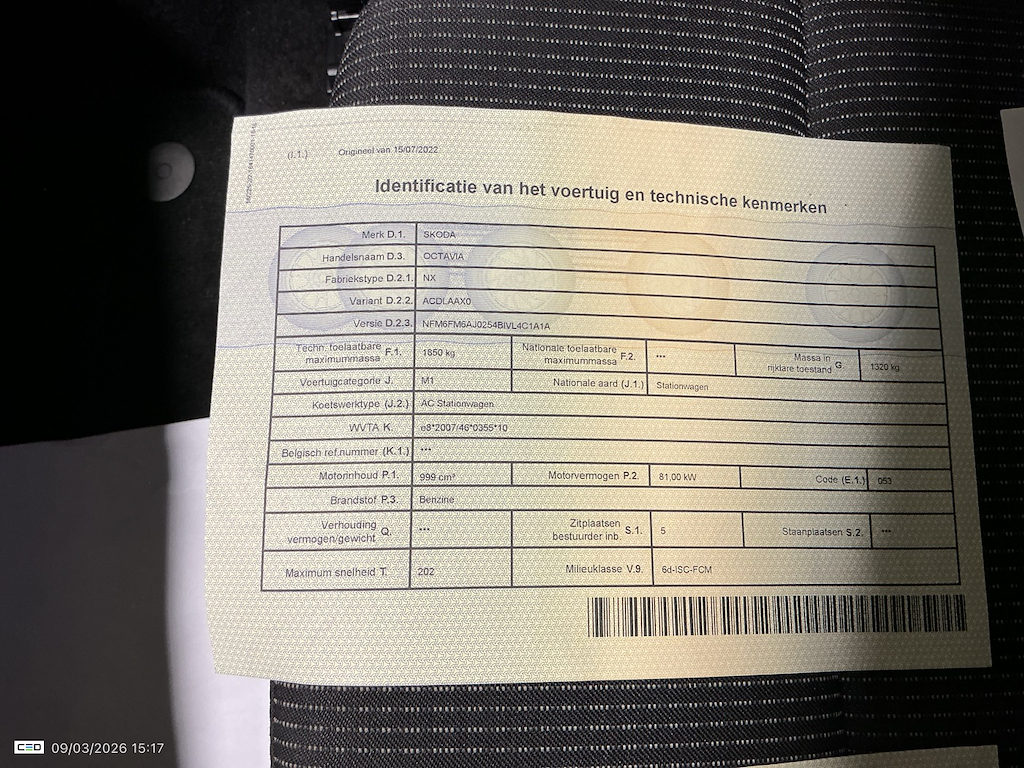 (I.1.) Origineel van 15/07/2022
Identificatie van het voertuig en technische kenmerken
Merk D.1. SKODA
Handelsnaam D.3. OCTAVIA
Fabriekstype D.2.1. NX
Variant D.2.2. ACDLAAX0
Versie D.2.3. NFM6FM6AJ0254BIVL4C1A1A
Techn. toelaatbare maximummassa F.1. 1850 kg Nationale toelaatbare maximummassa F.2. *** Massa in rijklare toestand G. 1320 kg
Voertuigcategorie J. M1 Nationale aard (J.1.) Stationwagen
Koetswerktype (J.2.) AC Stationwagen
WVTA K. e8*2007/46*0355*10
Belgisch ref.nummer (K.1.) ***
Motorinhoud P.1. 999 cm³ Motorvermogen P.2. 81,00 kW Code (E.1.) 053
Brandstof P.3. Benzine
Verhouding vermogen/gewicht Q. *** Zitplaatsen bestuurder inb. S.1. 5 Staanplaatsen S.2. ***
Maximum snelheid T. 202 Milieuklasse V.9. 6d-ISC-FCM
CEO 09/03/2026 15:17